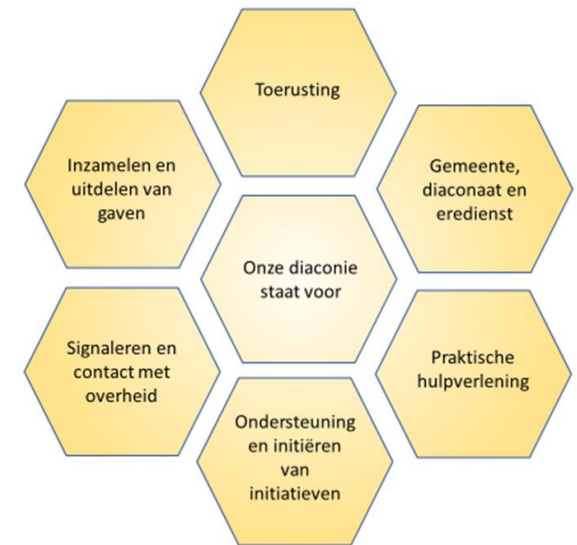 Toerusting
Inzamelen en
uitdelen van
gaven
Gemeente,
diaconaat en
eredienst
Onze diaconie
staat voor
Signaleren en
contact met
overheid
Praktische
hulpverlening
Ondersteuning
en initiëren
van
initiatieven